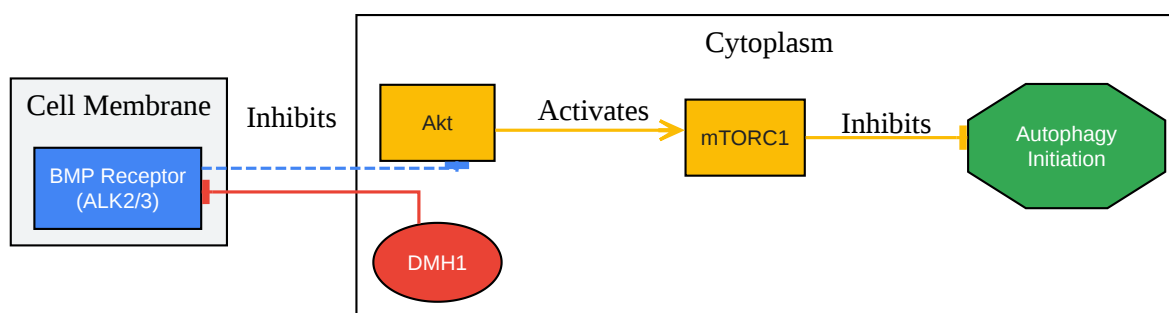 Cytoplasm
Cell Membrane
Inhibits
Akt
Activates
mTORC1
Inhibits
Autophagy
Initiation
BMP Receptor
(ALK2/3)
DMH1